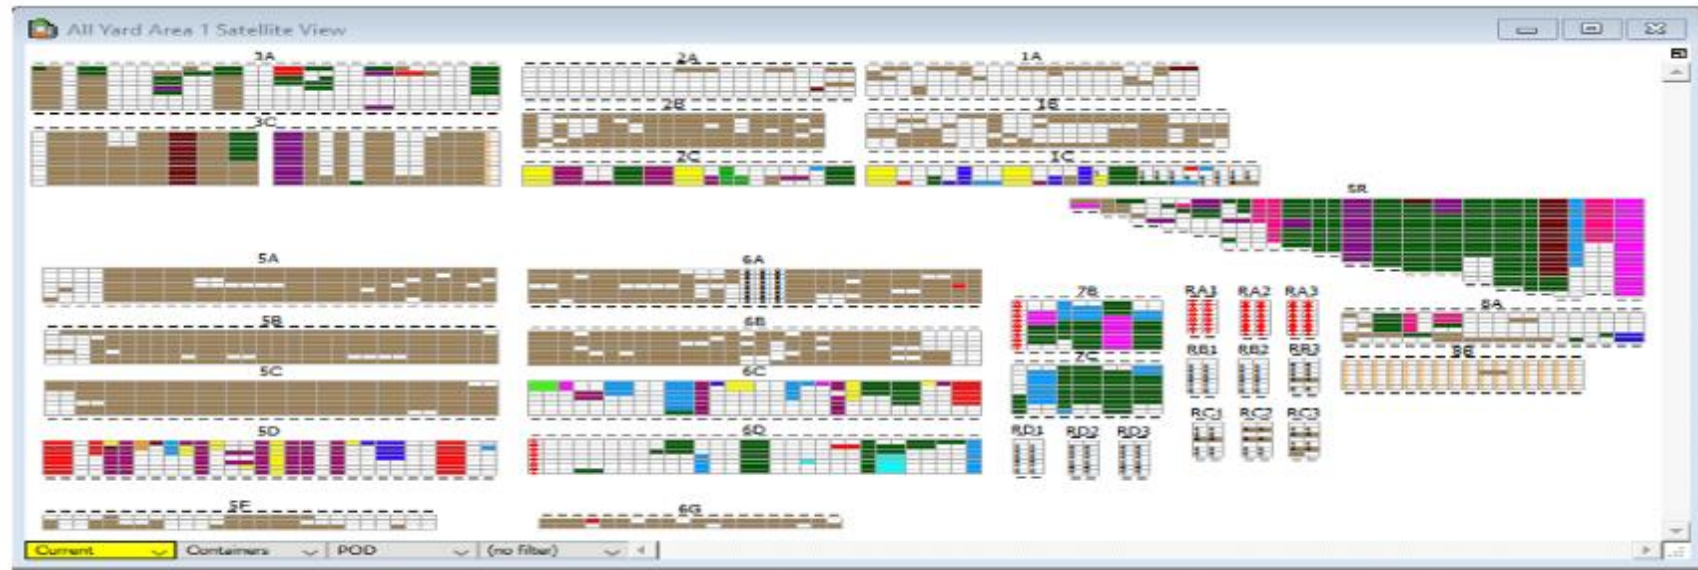 All Yard Area 1 Satellite View
3A 2A 1A
2B 1B
3C
2C 1C
5R
5A 6A
7B RA1 RA2 RA3
8A
5B 6B
RB1 RB2 RB3
8B
7C
5C 6C
RC1 RC2 RC3
5D 6D RD1 RD2 RD3
6G
Current Containers POD (no filter)